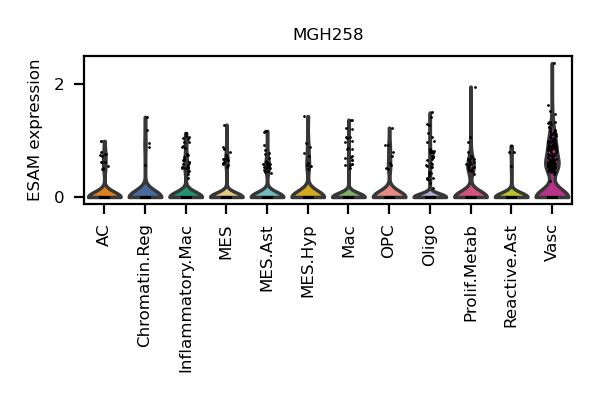 MGH258
ESAM expression
2
0
AC
Chromatin.Reg
Inflammatory.Mac
MES
MES.Ast
MES.Hyp
Mac
OPC
Oligo
Prolif.Metab
Reactive.Ast
Vasc